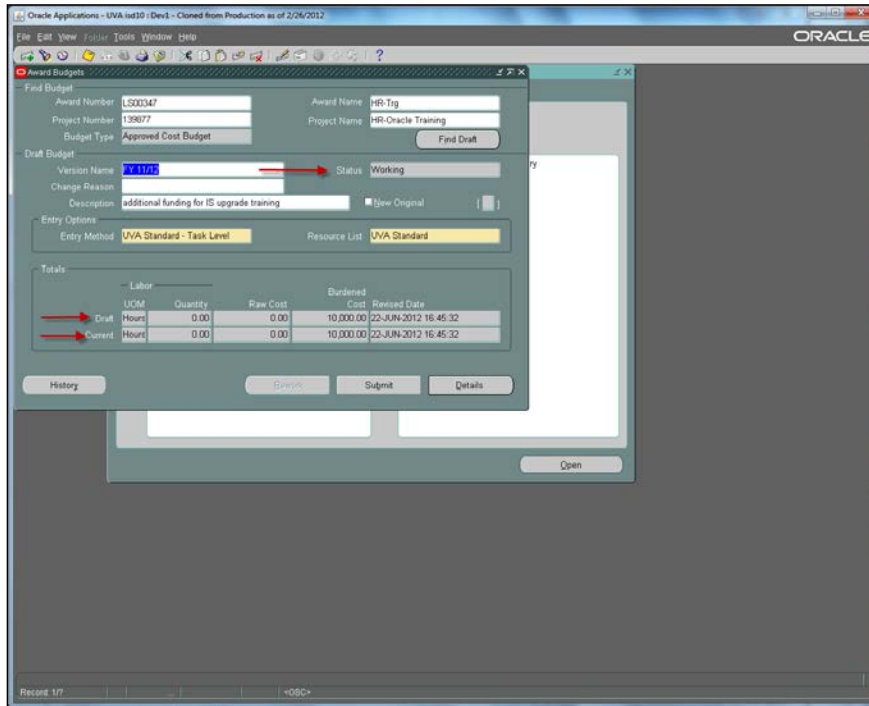 Oracle Applications - UVA isd10 : Dev1 - Cloned from Production as of 2/26/2012
File Edit View Folder Tools Window Help
ORACLE
Award Budgets
Find Budget
Award Number LS00347 Award Name HR-Trg
Project Number 139877 Project Name HR-Oracle Training
Budget Type Approved Cost Budget Find Draft
Draft Budget
Version Name FY 11/12 Status Working
Change Reason
Description additional funding for IS upgrade training New Original [ ]
Entry Options
Entry Method UVA Standard - Task Level Resource List UVA Standard
Totals
Labor
Burdened
UOM Quantity Raw Cost Cost Revised Date
Draft Hours 0.00 0.00 10,000.00 22-JUN-2012 16:45:32
Current Hours 0.00 0.00 10,000.00 22-JUN-2012 16:45:32
History Rework Submit Details
ry
Open
Record: 1/? ... <OSC>